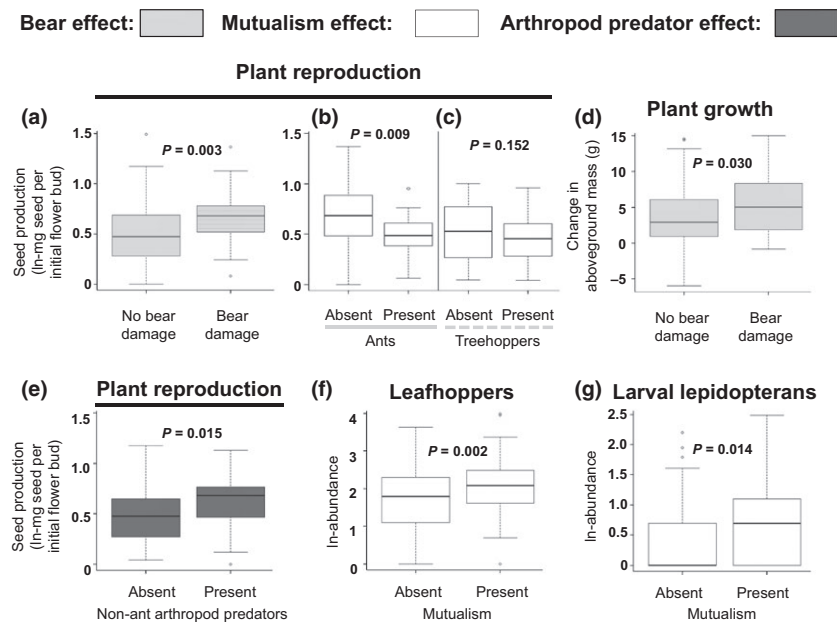 Bear effect: Mutualism effect: Arthropod predator effect:
Plant reproduction
(a)
Seed production
(ln-mg seed per
initial flower bud)
1.5
1.0
0.5
0
P = 0.003
No bear
damage
Bear
damage
(b)
P = 0.009
Absent Present
Ants
(c)
P = 0.152
Absent Present
Treehoppers
(d)
Plant growth
Change in
aboveground mass (g)
15
10
5
0
–5
P = 0.030
No bear
damage
Bear
damage
(e)
Plant reproduction
Seed production
(ln-mg seed per
initial flower bud)
1.5
1.0
0.5
0
P = 0.015
Absent Present
Non-ant arthropod predators
(f)
Leafhoppers
ln-abundance
4
3
2
1
0
P = 0.002
Absent Present
Mutualism
(g)
Larval lepidopterans
ln-abundance
2.5
2.0
1.5
1.0
0.5
0
P = 0.014
Absent Present
Mutualism